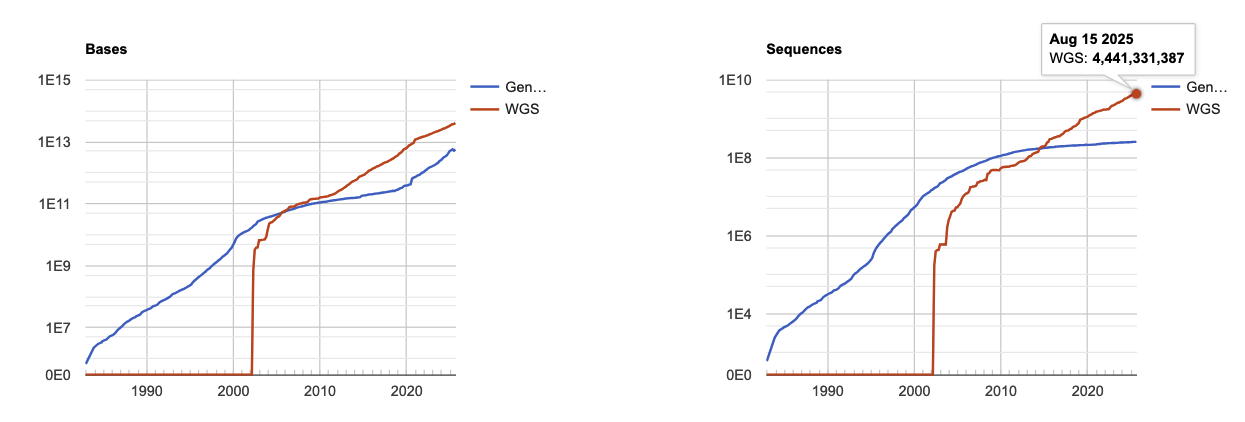 Bases
1E15
1E13
1E11
1E9
1E7
0E0
1990
2000
2010
2020
Gen...
WGS
Sequences
Aug 15 2025
WGS: 4,441,331,387
1E10
1E8
1E6
1E4
0E0
1990
2000
2010
2020
Gen...
WGS